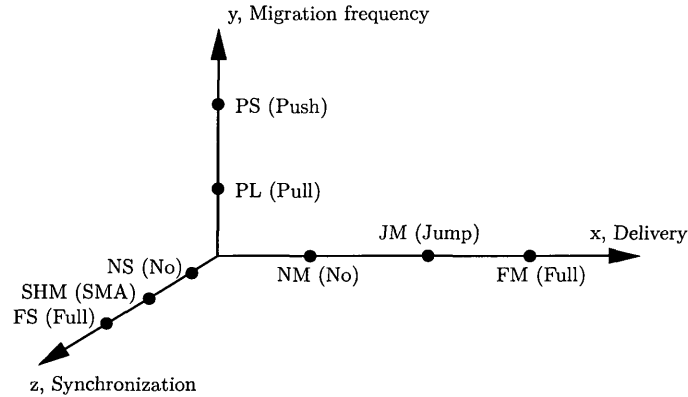 y, Migration frequency
PS (Push)
PL (Pull)
JM (Jump)
x, Delivery
NS (No)
NM (No)
FM (Full)
SHM (SMA)
FS (Full)
z, Synchronization